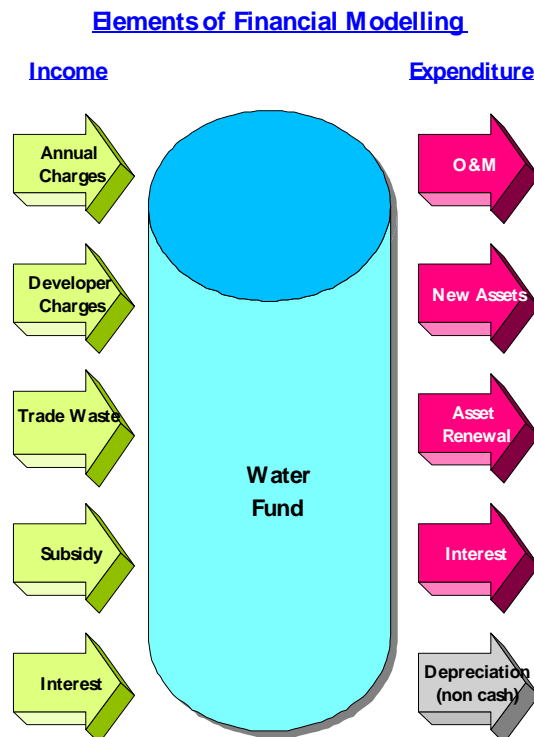 Elements of Financial Modelling
Income
Expenditure
Annual
Charges
O&M
Developer
Charges
New Assets
Trade Waste
Asset
Renewal
Water
Fund
Subsidy
Interest
Interest
Depreciation
(non cash)